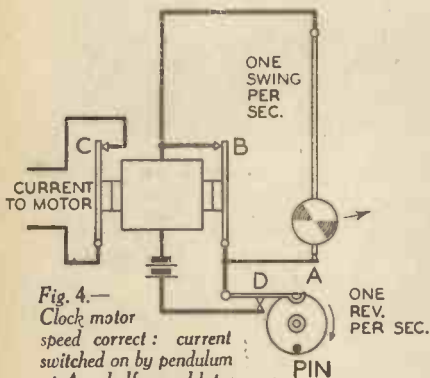 ONE
SWING
PER
SEC.
C
B
CURRENT
TO MOTOR
A
D
ONE
REV.
PER SEC.
PIN
Fig. 4.—
Clock motor
speed correct : current
switched on by pendulum